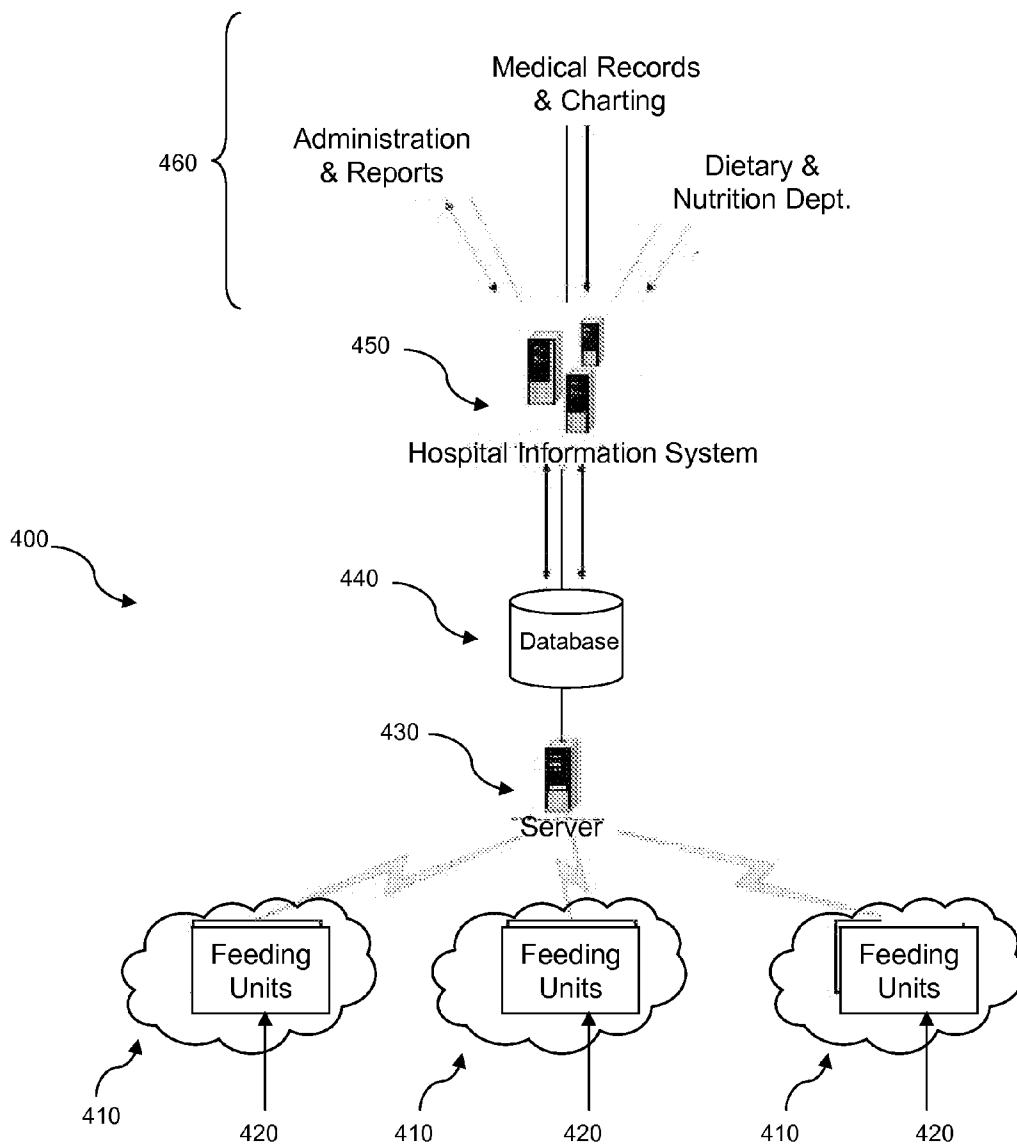 Medical Records
& Charting
Administration
& Reports
460
Dietary &
Nutrition Dept.
450
Hospital Information System
400
440
Database
430
Server
Feeding
Units
Feeding
Units
Feeding
Units
410
420
410
420
410
420